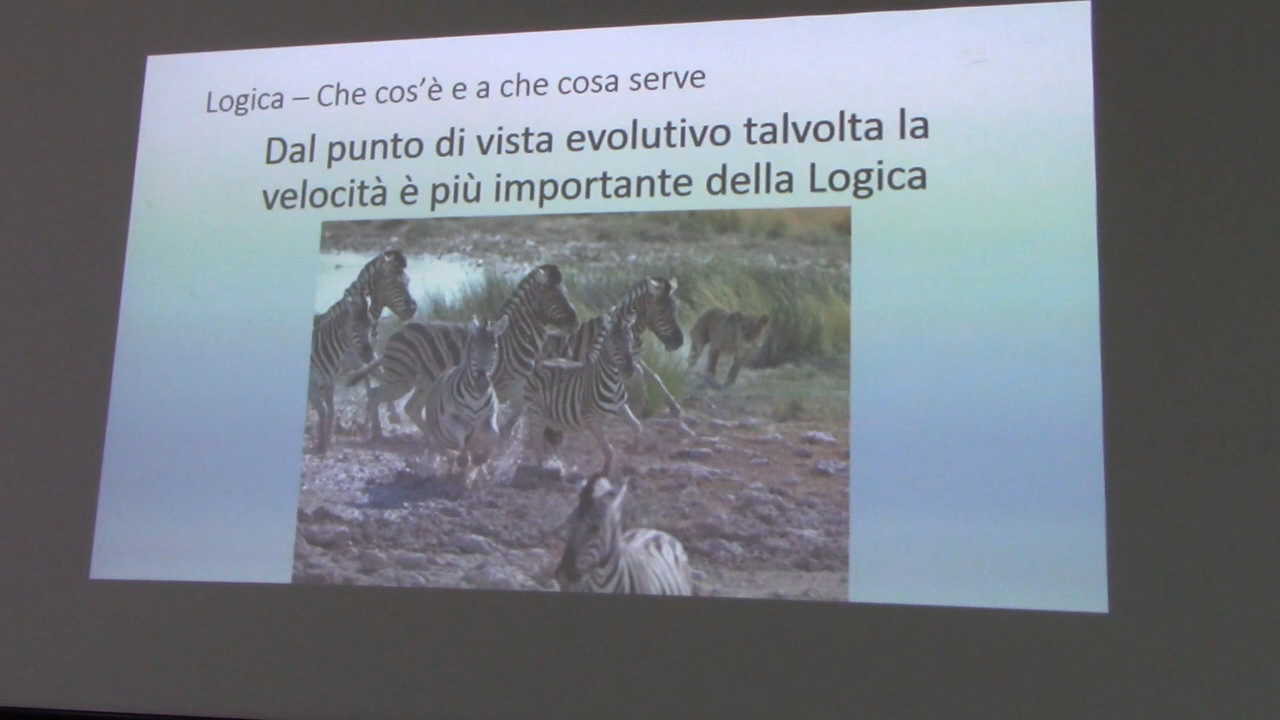 Logica – Che cos’è e a che cosa serve
Dal punto di vista evolutivo talvolta la
velocità è più importante della Logica